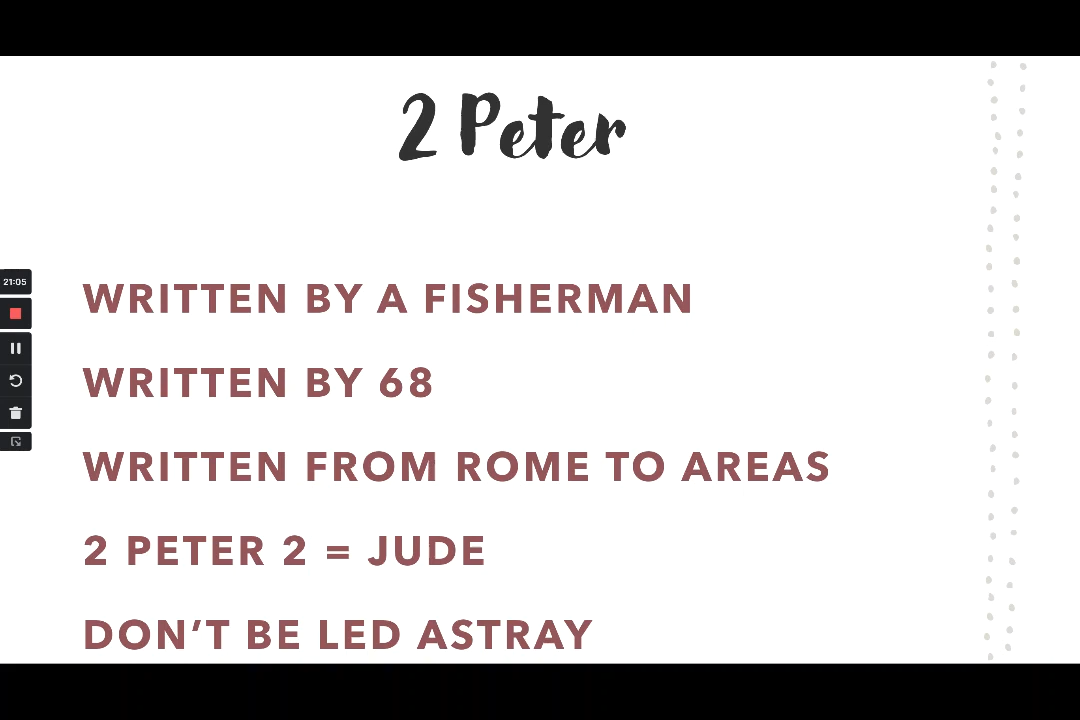 2 Peter
21:05
WRITTEN BY A FISHERMAN
WRITTEN BY 68
WRITTEN FROM ROME TO AREAS
2 PETER 2 = JUDE
DON’T BE LED ASTRAY